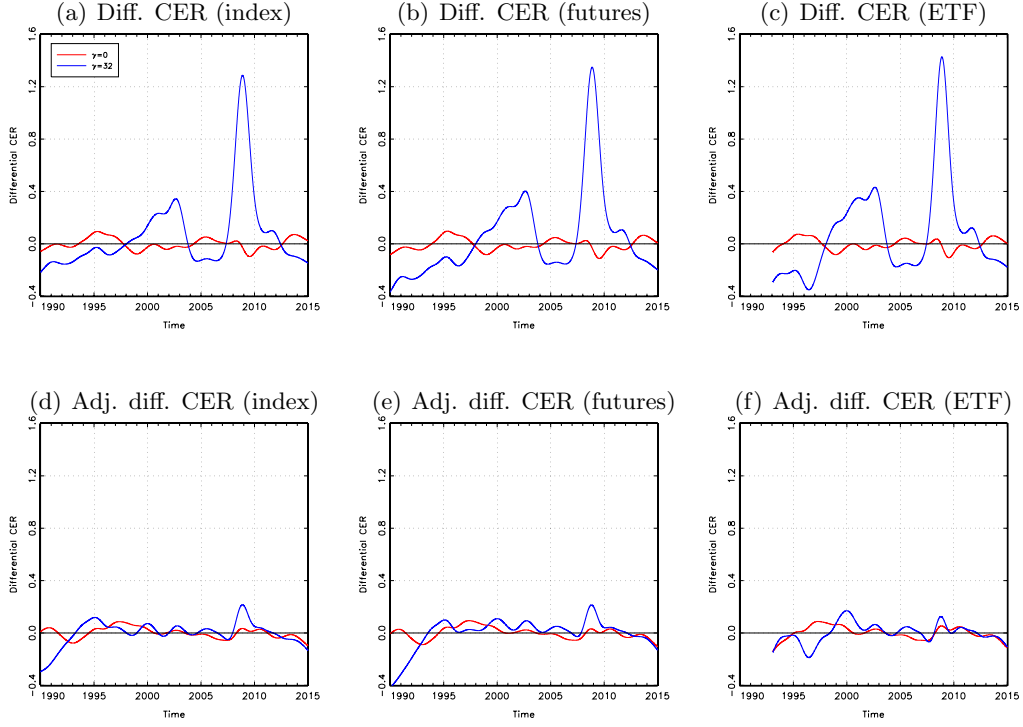 (a) Diff. CER (index)
(b) Diff. CER (futures)
(c) Diff. CER (ETF)
Differential CER
1.6
1.2
0.8
0.4
0.0
-0.4
γ=0
γ=32
1990 1995 2000 2005 2010 2015
Time
Differential CER
1.6
1.2
0.8
0.4
0.0
-0.4
1990 1995 2000 2005 2010 2015
Time
Differential CER
1.6
1.2
0.8
0.4
0.0
-0.4
1990 1995 2000 2005 2010 2015
Time
(d) Adj. diff. CER (index)
(e) Adj. diff. CER (futures)
(f) Adj. diff. CER (ETF)
Differential CER
1.6
1.2
0.8
0.4
0.0
-0.4
1990 1995 2000 2005 2010 2015
Time
Differential CER
1.6
1.2
0.8
0.4
0.0
-0.4
1990 1995 2000 2005 2010 2015
Time
Differential CER
1.6
1.2
0.8
0.4
0.0
-0.4
1990 1995 2000 2005 2010 2015
Time